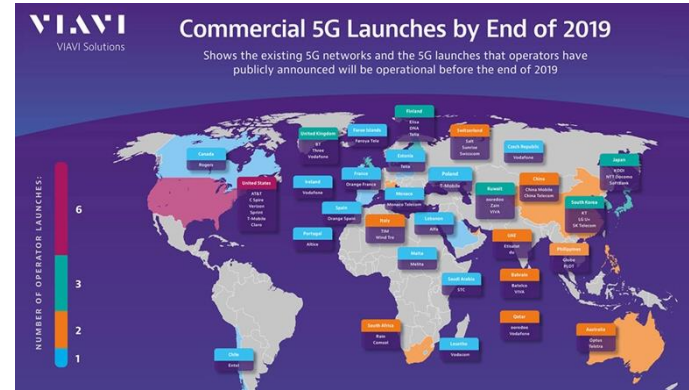 VIAVI
VIAVI Solutions
Commercial 5G Launches by End of 2019
Shows the existing 5G networks and the 5G launches that operators have
publicly announced will be operational before the end of 2019
NUMBER OF OPERATOR LAUNCHES:
6
3
2
1
Canada
Rogers
United States
AT&T
C Spire
Verizon
Sprint
T-Mobile
Claro
Chile
Entel
United Kingdom
BT
Three
Vodafone
Faroe Islands
Faroya Tele
Finland
Elisa
DNA
Telia
Switzerland
Salt
Sunrise
Swisscom
Czech Republic
Vodafone
Estonia
Telia
Ireland
Vodafone
France
Orange France
Poland
T-Mobile
Monaco
Monaco Telecom
Spain
Orange Spain
Portugal
Altice
Italy
TIM
Wind Tre
Lebanon
Alfa
Malta
Melita
Kuwait
ooredoo
Zain
VIVA
China
China Mobile
China Telecom
Japan
KDDI
NTT Docomo
SoftBank
South Korea
KT
LG U+
SK Telecom
UAE
Etisalat
du
Philippines
Globe
PLDT
Saudi Arabia
STC
Bahrain
Batelco
VIVA
Qatar
ooredoo
Vodafone
South Africa
Rain
Comsol
Lesotho
Vodacom
Australia
Optus
Telstra